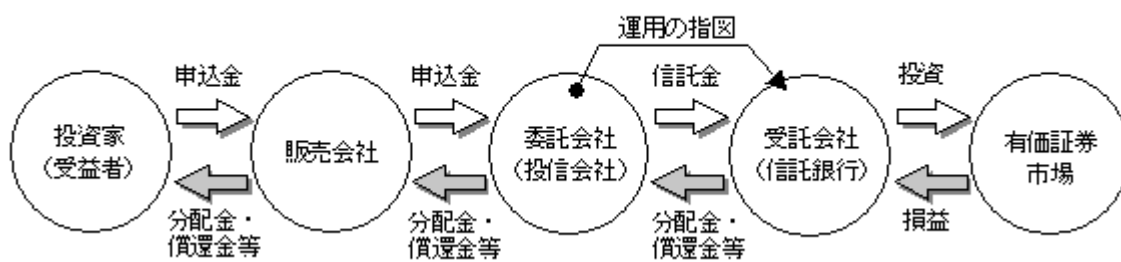 運用の指図
申込金
申込金
信託金
投資
投資家
（受益者）
販売会社
委託会社
（投信会社）
受託会社
（信託銀行）
有価証券
市場
分配金・
償還金等
分配金・
償還金等
分配金・
償還金等
損益